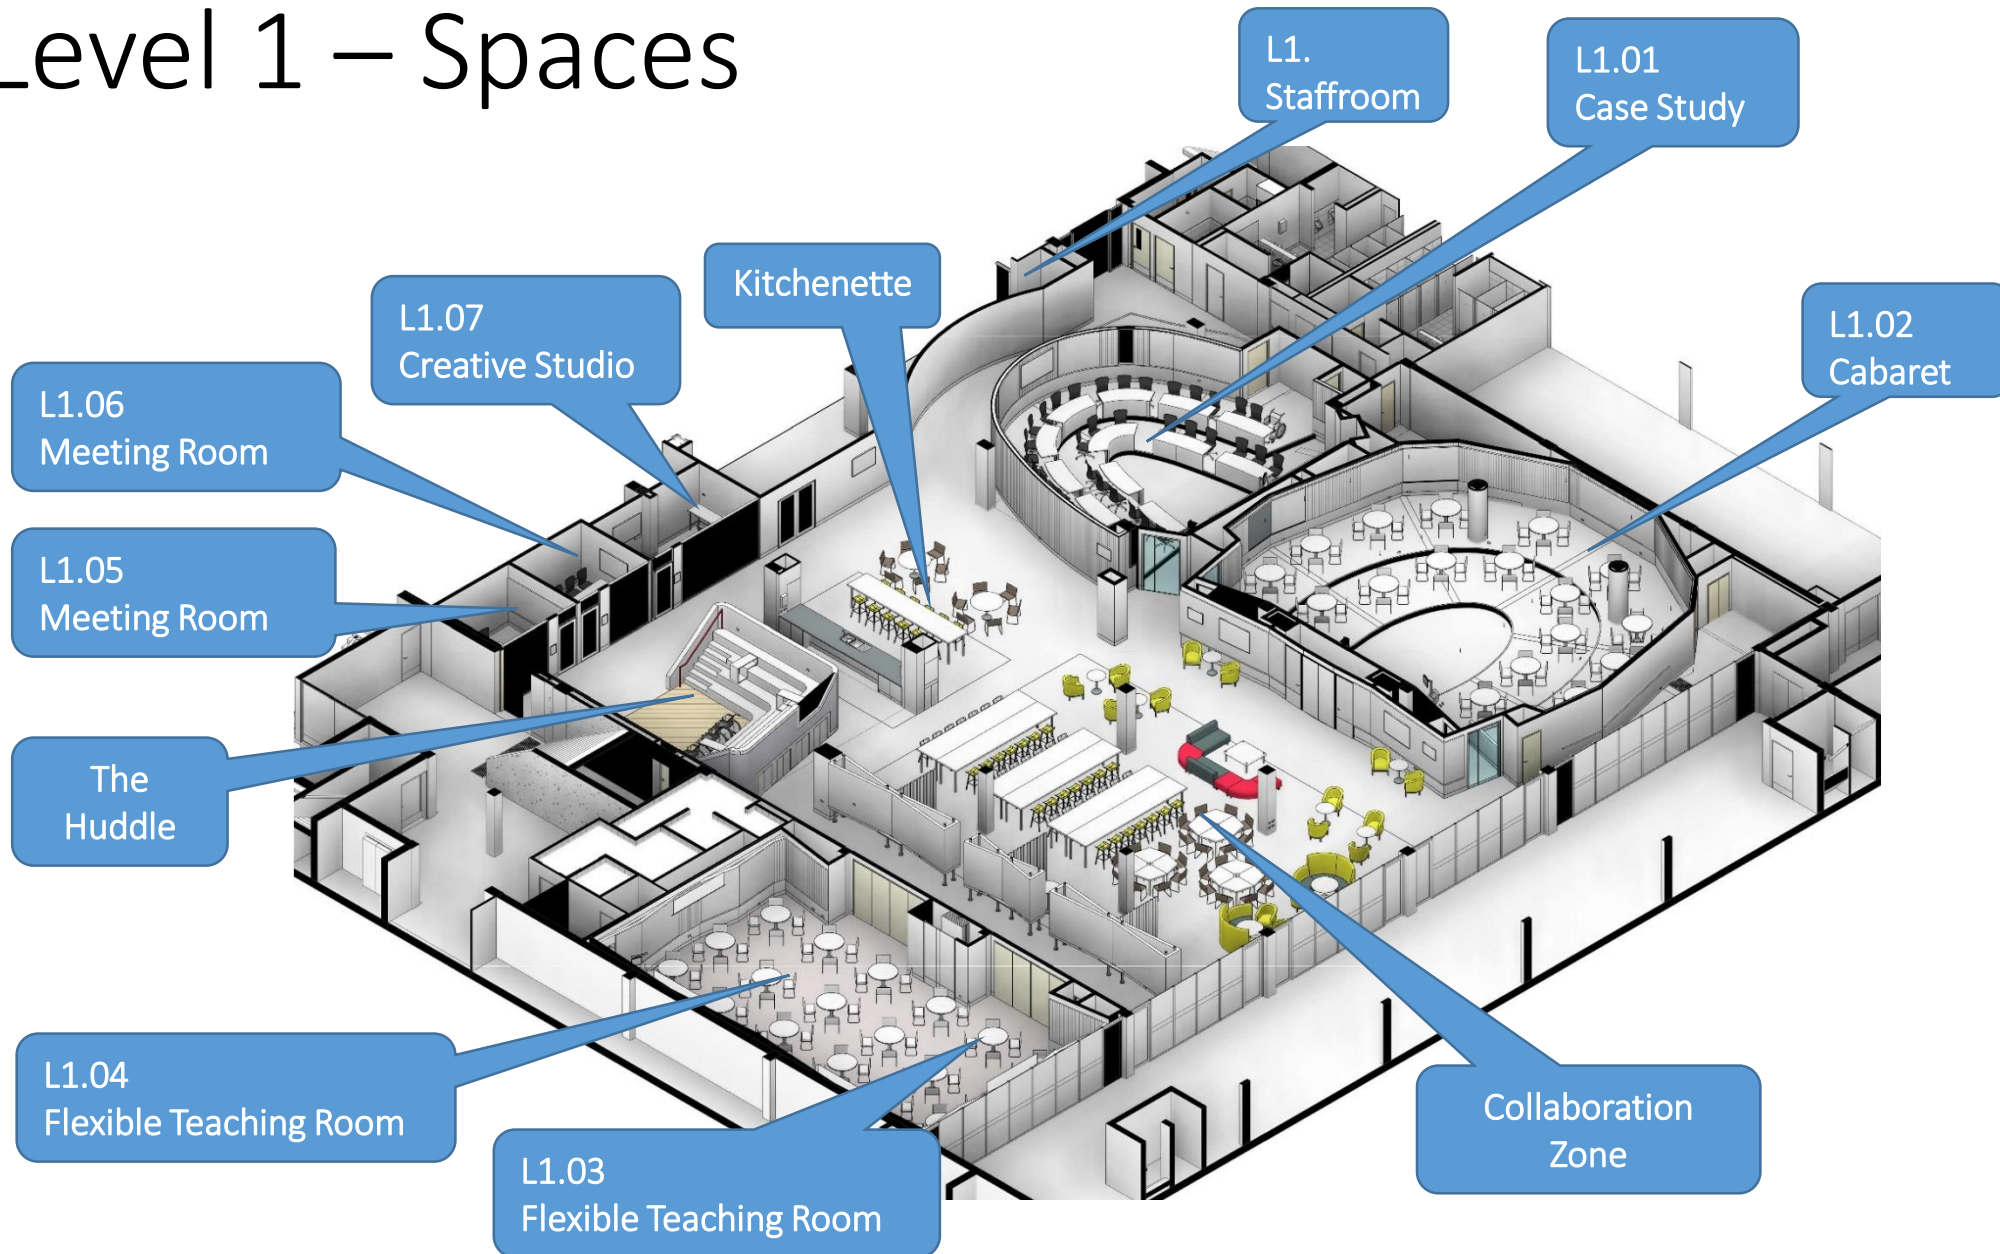 Level 1 – Spaces
L1.
Staffroom
L1.01
Case Study
Kitchenette
L1.07
Creative Studio
L1.02
Cabaret
L1.06
Meeting Room
L1.05
Meeting Room
The
Huddle
L1.04
Flexible Teaching Room
L1.03
Flexible Teaching Room
Collaboration
Zone